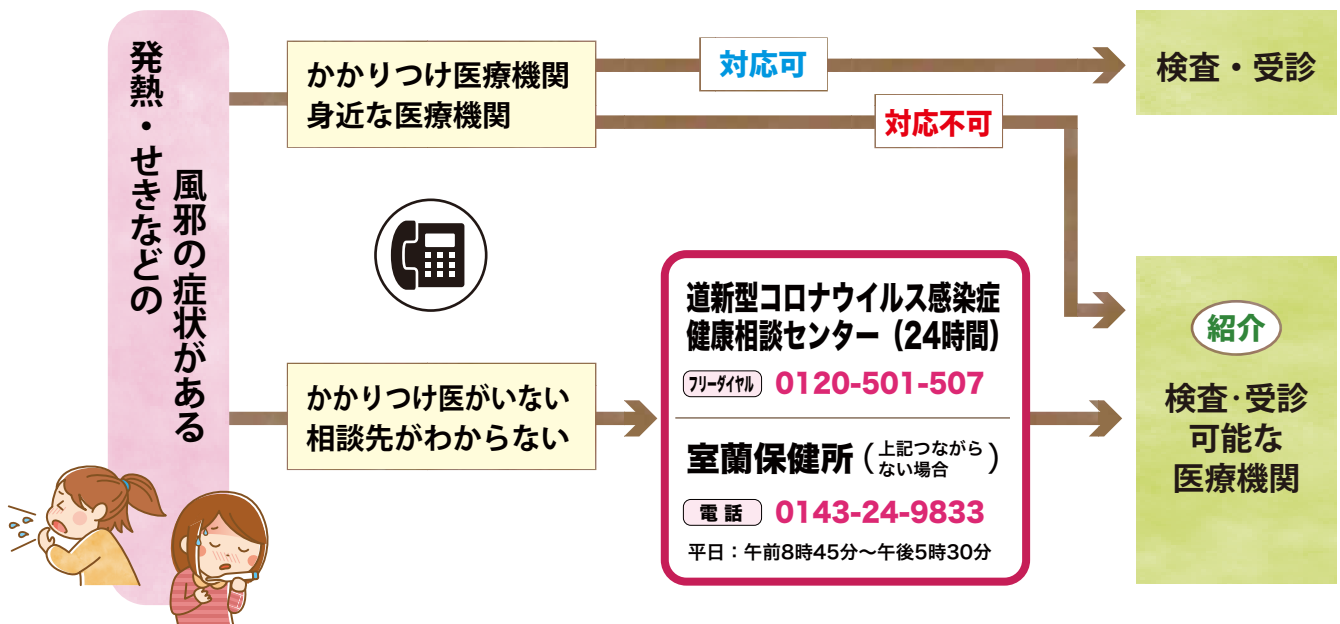 発熱・せきなどの
風邪の症状がある
かかりつけ医療機関
身近な医療機関
対応可
検査・受診
対応不可
かかりつけ医がいない
相談先がわからない
道新型コロナウイルス感染症
健康相談センター（24時間）
フリーダイヤル 0120-501-507
室蘭保健所（上記つながら
ない場合）
電話 0143-24-9833
平日：午前8時45分〜午後5時30分
紹介
検査・受診
可能な
医療機関